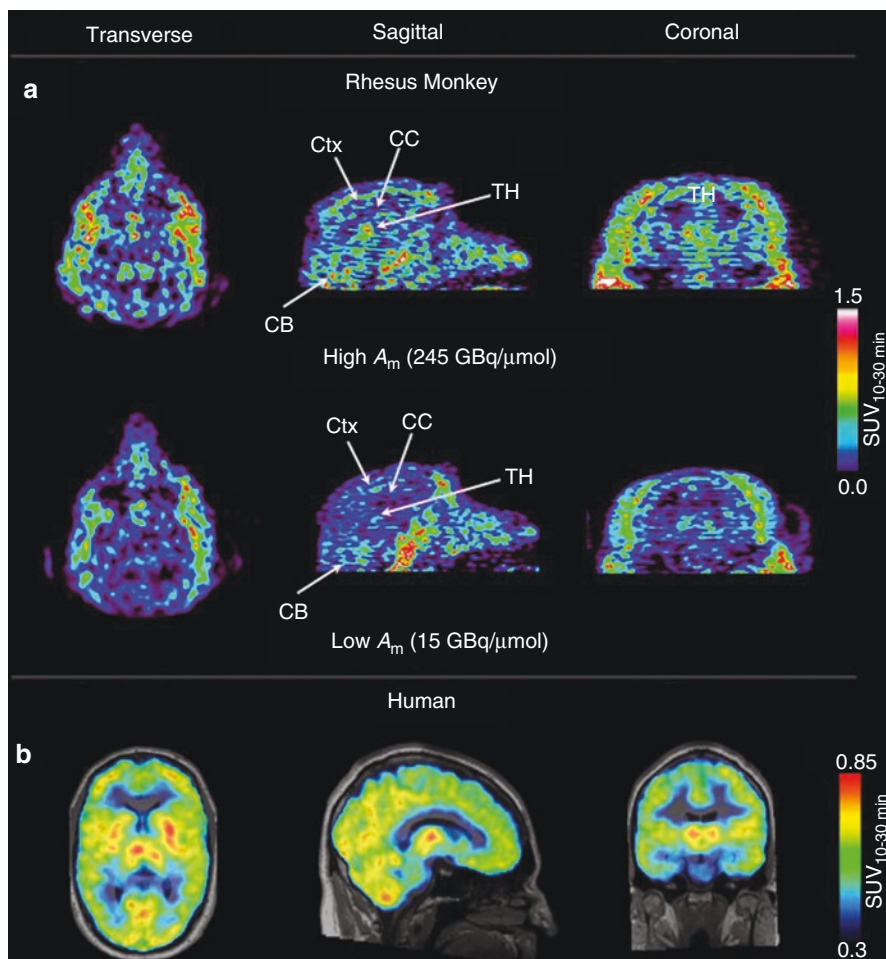 Transverse Sagittal Coronal
Rhesus Monkey
a
Ctx CC
TH
TH
CB
High Am (245 GBq/μmol)
1.5
SUV10-30 min
0.0
Ctx CC
TH
CB
Low Am (15 GBq/μmol)
Human
b
0.85
SUV10-30 min
0.3